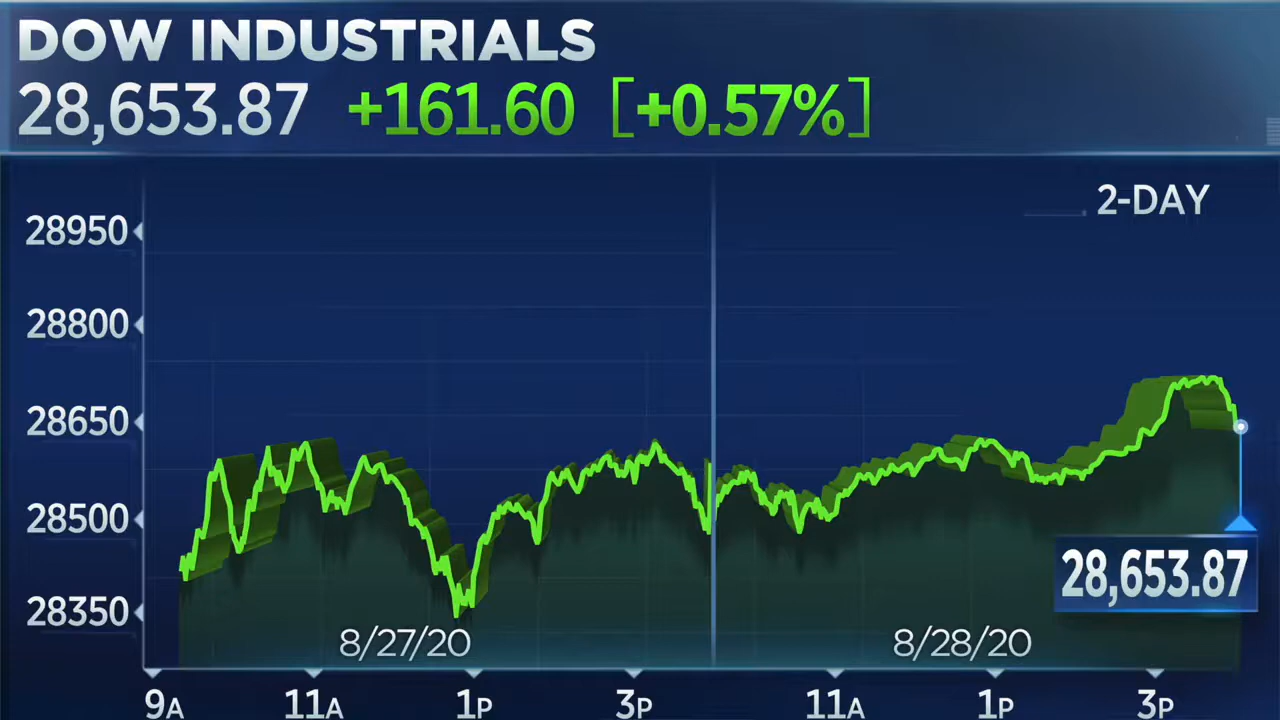 DOW INDUSTRIALS
28,653.87 +161.60 [+0.57%]
2-DAY
28950
28800
28650
28500
28350
28,653.87
8/27/20 8/28/20
9A 11A 1P 3P 11A 1P 3P